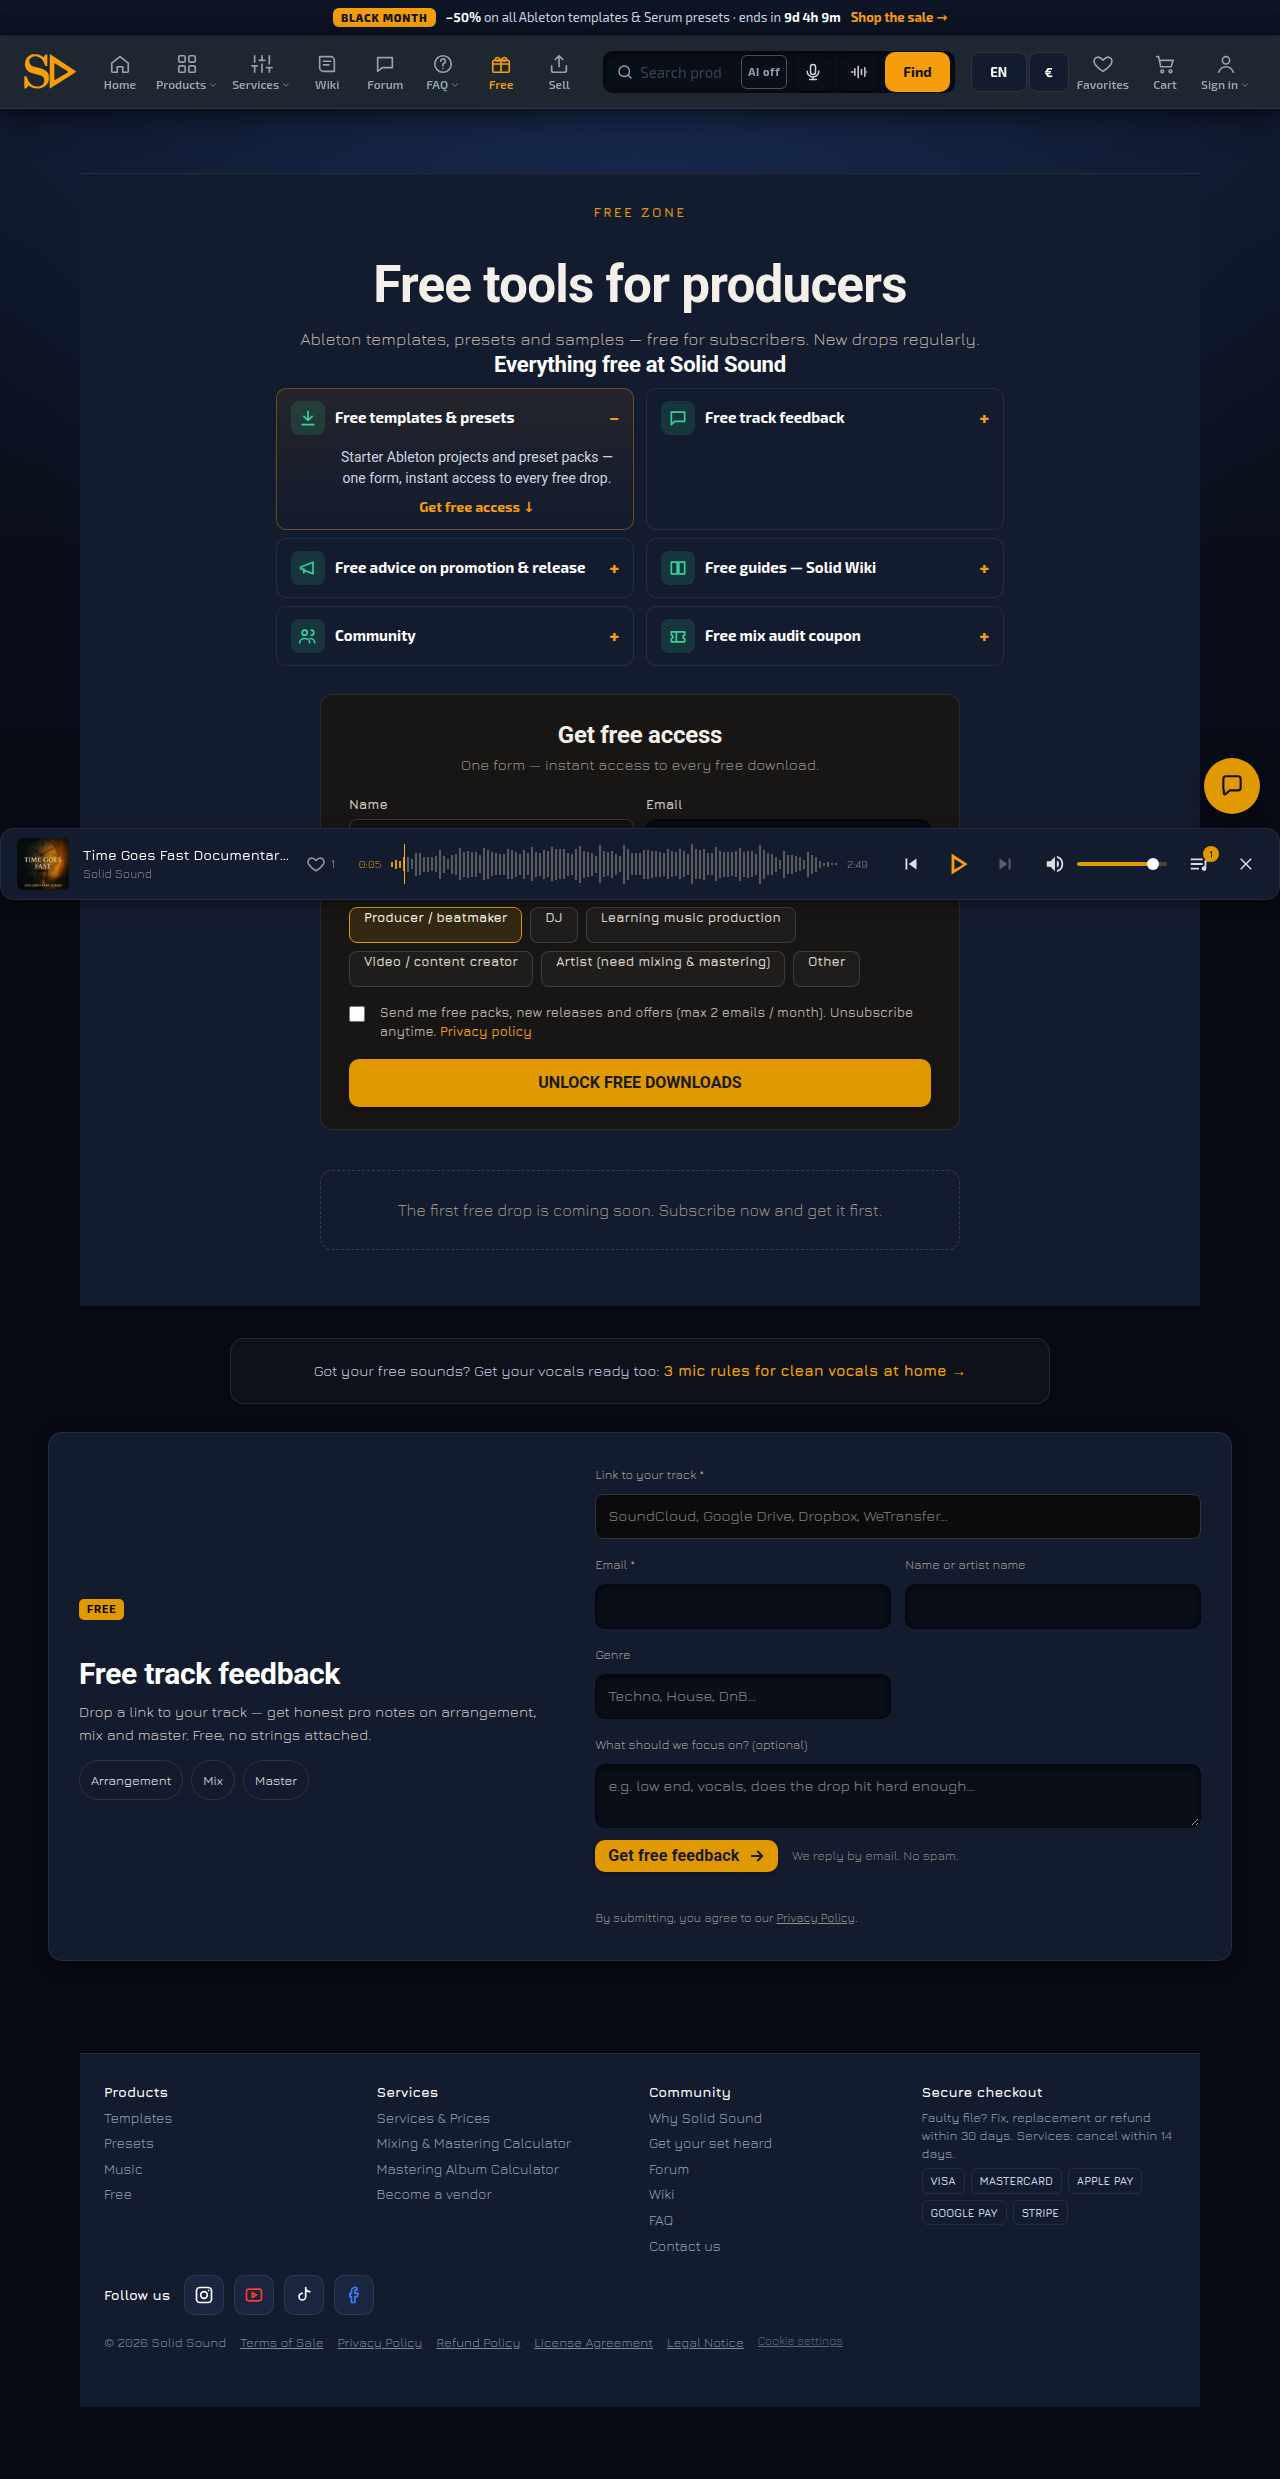 BLACK MONTH −50% on all Ableton templates & Serum presets · ends in 9d 4h 9m Shop the sale →
Home Products Services Wiki Forum FAQ Free Sell Search prod AI off Find EN € Favorites Cart Sign in
FREE ZONE
Free tools for producers
Ableton templates, presets and samples — free for subscribers. New drops regularly.
Everything free at Solid Sound
Free templates & presets −
Starter Ableton projects and preset packs —
one form, instant access to every free drop.
Get free access ↓
Free track feedback +
Free advice on promotion & release +
Free guides — Solid Wiki +
Community +
Free mix audit coupon +
Get free access
One form — instant access to every free download.
Name Email
TIME GOES FAST
Time Goes Fast Documentar...
Solid Sound
1 0:05 2:49 1
Producer / beatmaker DJ Learning music production
Video / content creator Artist (need mixing & mastering) Other
Send me free packs, new releases and offers (max 2 emails / month). Unsubscribe
anytime. Privacy policy
UNLOCK FREE DOWNLOADS
The first free drop is coming soon. Subscribe now and get it first.
Got your free sounds? Get your vocals ready too: 3 mic rules for clean vocals at home →
FREE
Free track feedback
Drop a link to your track — get honest pro notes on arrangement,
mix and master. Free, no strings attached.
Arrangement Mix Master
Link to your track *
SoundCloud, Google Drive, Dropbox, WeTransfer...
Email * Name or artist name
Genre
Techno, House, DnB...
What should we focus on? (optional)
e.g. low end, vocals, does the drop hit hard enough...
Get free feedback → We reply by email. No spam.
By submitting, you agree to our Privacy Policy.
Products
Templates
Presets
Music
Free
Services
Services & Prices
Mixing & Mastering Calculator
Mastering Album Calculator
Become a vendor
Community
Why Solid Sound
Get your set heard
Forum
Wiki
FAQ
Contact us
Secure checkout
Faulty file? Fix, replacement or refund
within 30 days. Services: cancel within 14
days.
VISA MASTERCARD APPLE PAY
GOOGLE PAY STRIPE
Follow us
© 2026 Solid Sound Terms of Sale Privacy Policy Refund Policy License Agreement Legal Notice Cookie settings